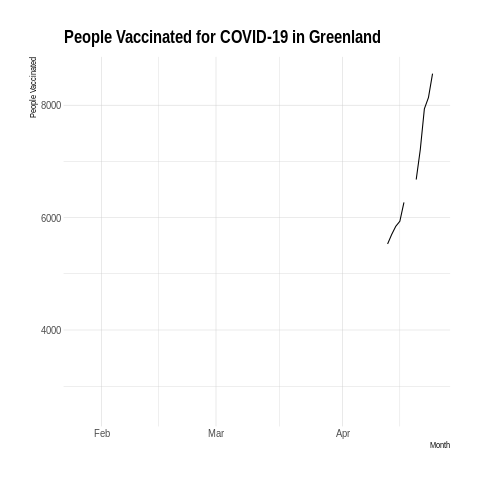 People Vaccinated for COVID-19 in Greenland
People Vaccinated
8000
6000
4000
Feb Mar Apr
Month